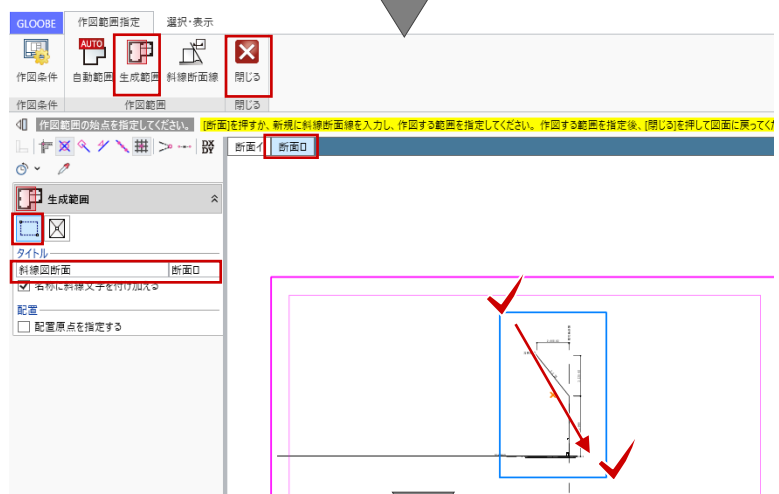 GLOOBE 作図範囲指定 選択・表示
AUTO
作図条件 自動範囲 生成範囲 斜線断面線 閉じる
作図条件 作図範囲 閉じる
作図範囲の始点を指定してください。 [断面]を押すか、新規に斜線断面線を入力し、作図する範囲を指定してください。作図する範囲を指定後、[閉じる]を押して図面に戻ってくだ
断面イ 断面ロ
生成範囲
タイトル
斜線図断面 断面ロ
名称に斜線文字を付け加える
配置
配置原点を指定する